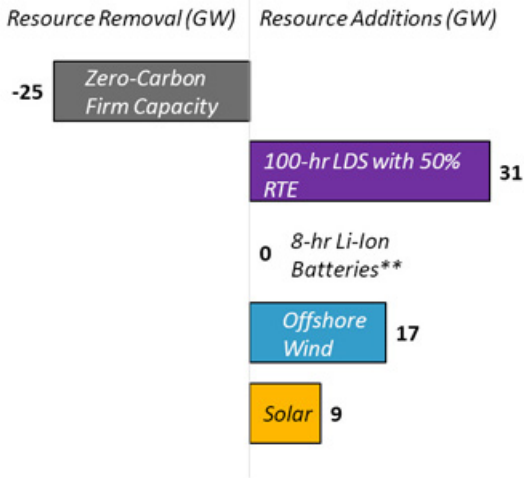 Resource Removal (GW) Resource Additions (GW)
-25 Zero-Carbon
Firm Capacity
100-hr LDS with 50%
RTE 31
0 8-hr Li-Ion
Batteries**
Offshore
Wind 17
Solar 9